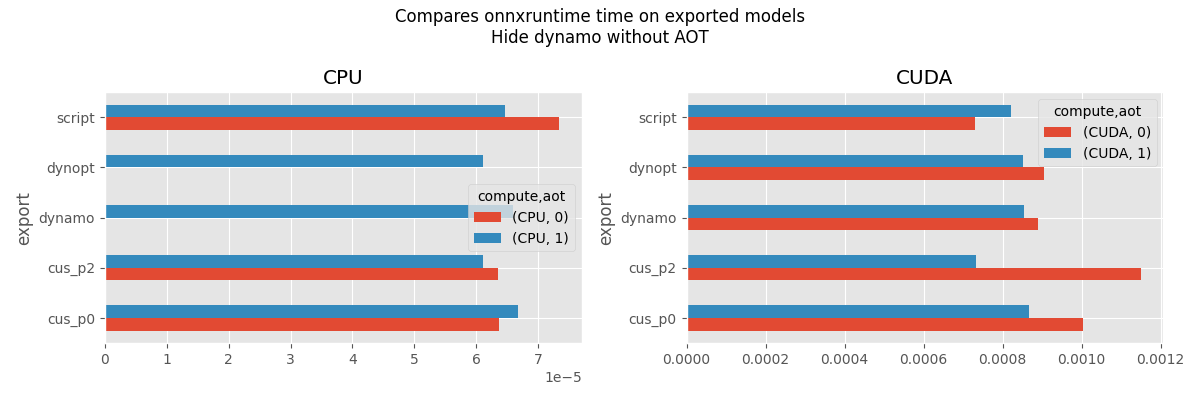 Compares onnxruntime time on exported models
Hide dynamo without AOT
CPU
export
script
dynopt
dynamo
cus_p2
cus_p0
compute,aot
(CPU, 0)
(CPU, 1)
0 1 2 3 4 5 6 7
1e−5
CUDA
export
script
dynopt
dynamo
cus_p2
cus_p0
compute,aot
(CUDA, 0)
(CUDA, 1)
0.0000 0.0002 0.0004 0.0006 0.0008 0.0010 0.0012